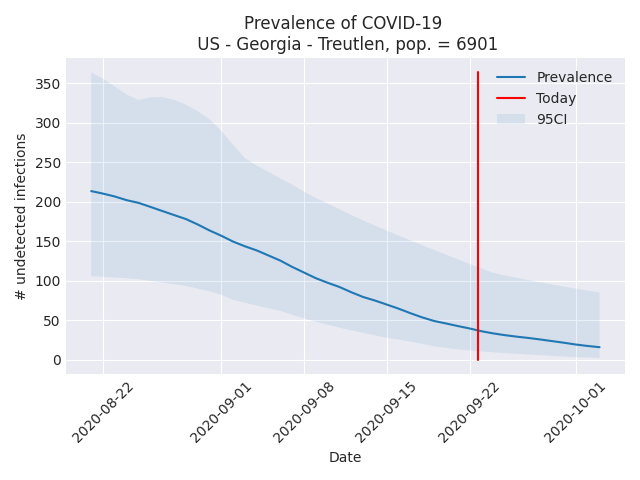 Prevalence of COVID-19
US - Georgia - Treutlen, pop. = 6901
# undetected infections
350
300
250
200
150
100
50
0
Prevalence
Today
95CI
2020-08-22
2020-09-01
2020-09-08
2020-09-15
2020-09-22
2020-10-01
Date